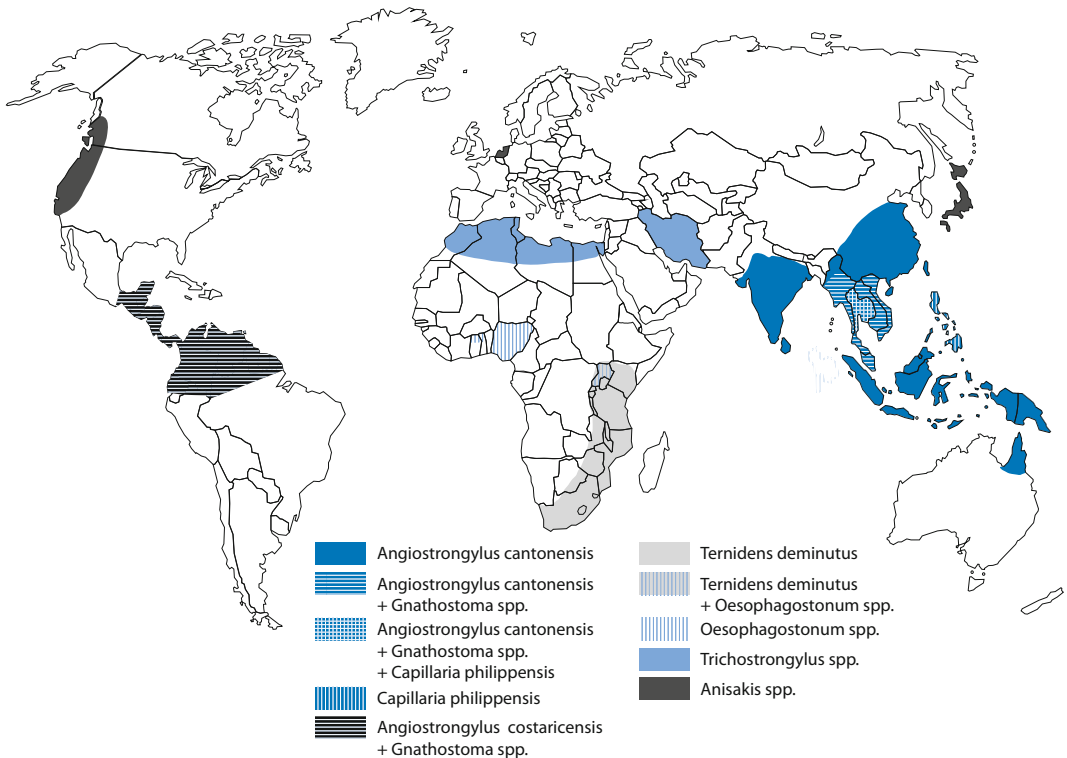 Angiostrongylus cantonensis
Angiostrongylus cantonensis
+ Gnathostoma spp.
Angiostrongylus cantonensis
+ Gnathostoma spp.
+ Capillaria philippensis
Capillaria philippensis
Angiostrongylus costaricensis
+ Gnathostoma spp.
Ternidens deminutus
Ternidens deminutus
+ Oesophagostonum spp.
Oesophagostonum spp.
Trichostrongylus spp.
Anisakis spp.